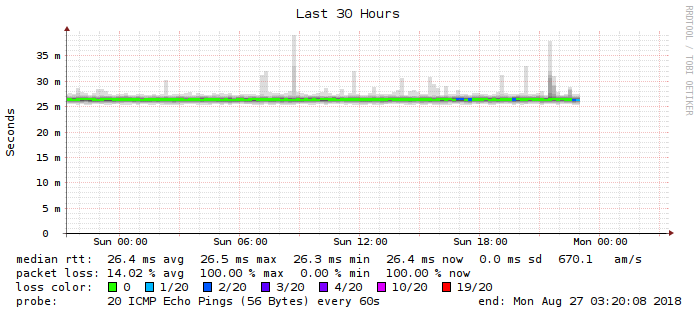 Last 30 Hours
RRDTOOL / TOBI OETIKER
Seconds
35 m
30 m
25 m
20 m
15 m
10 m
5 m
0
Sun 00:00 Sun 06:00 Sun 12:00 Sun 18:00 Mon 00:00
median rtt: 26.4 ms avg 26.5 ms max 26.3 ms min 26.4 ms now 0.0 ms sd 670.1 am/s
packet loss: 14.02 % avg 100.00 % max 0.00 % min 100.00 % now
loss color: 0 1/20 2/20 3/20 4/20 10/20 19/20
probe: 20 ICMP Echo Pings (56 Bytes) every 60s end: Mon Aug 27 03:20:08 2018